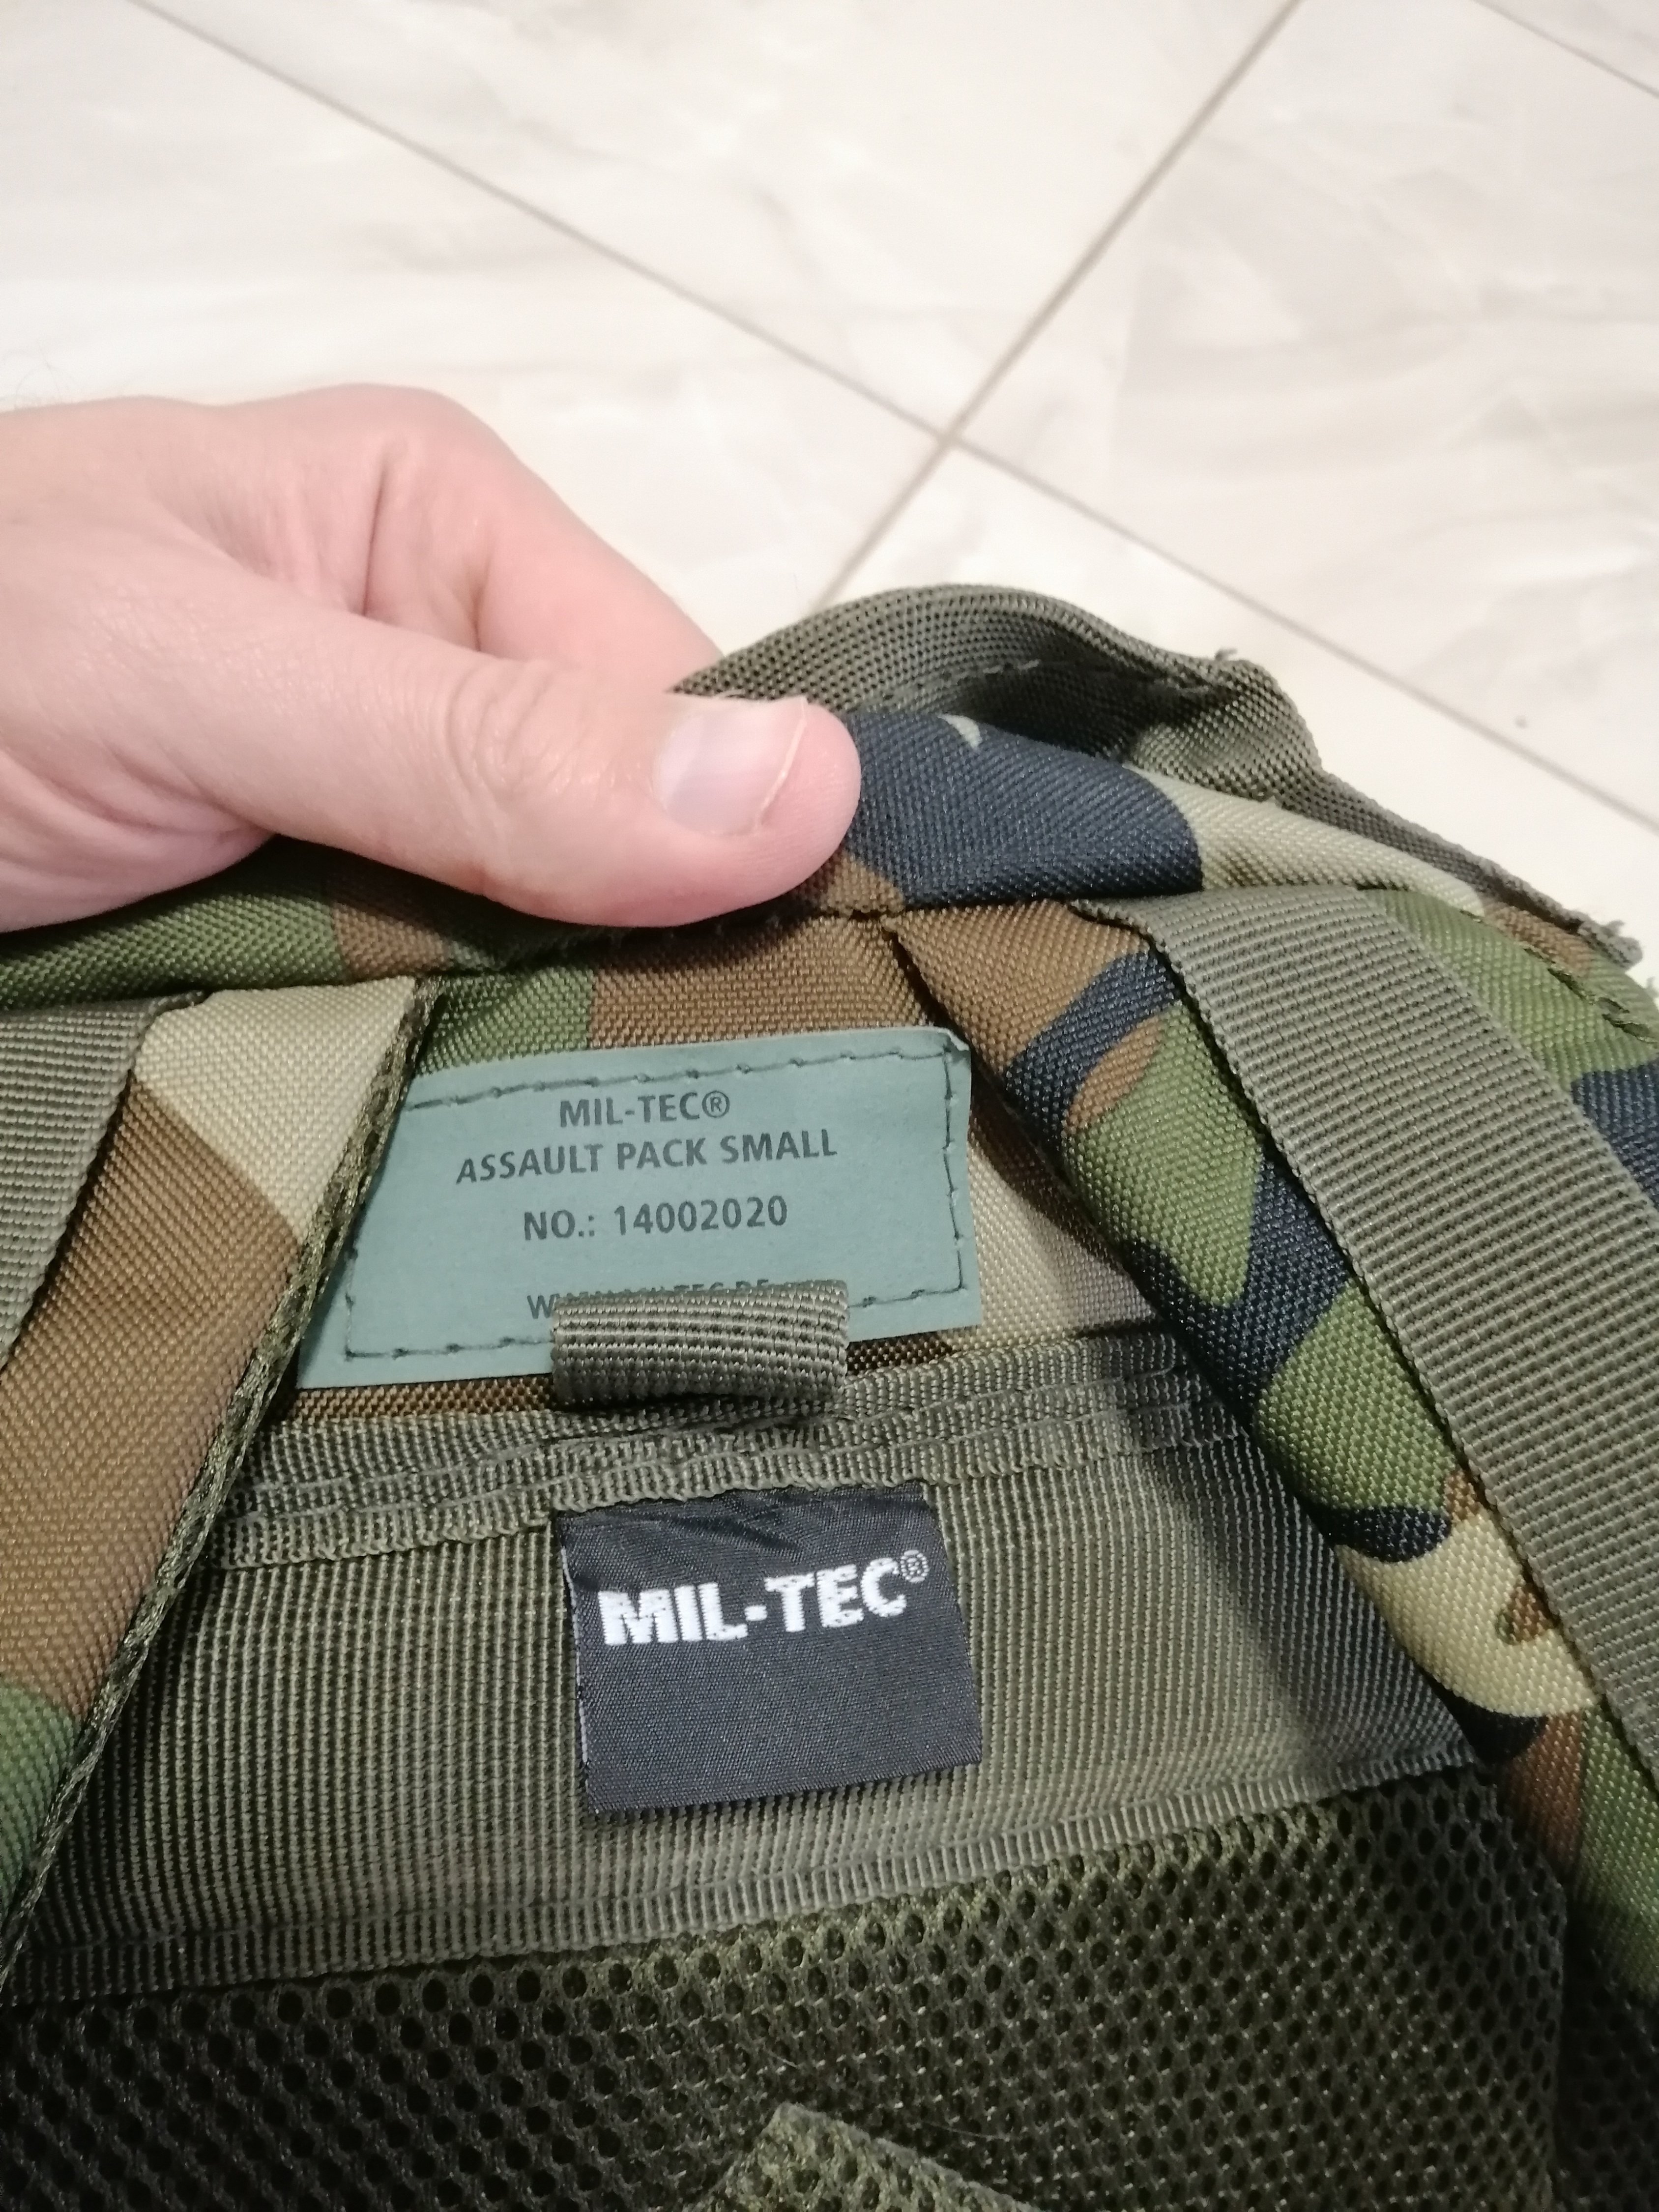 MIL-TEC®
ASSAULT PACK SMALL
NO.: 14002020
MIL-TEC®